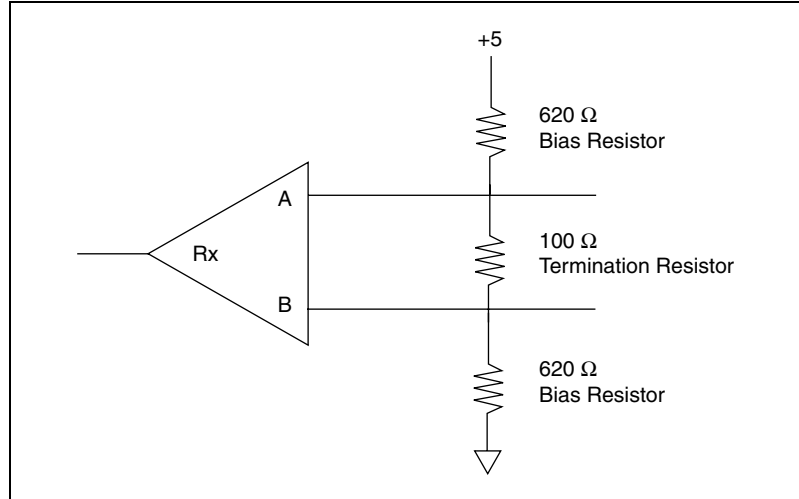 +5
620 Ω
Bias Resistor
A
100 Ω
Rx
Termination Resistor
B
620 Ω
Bias Resistor